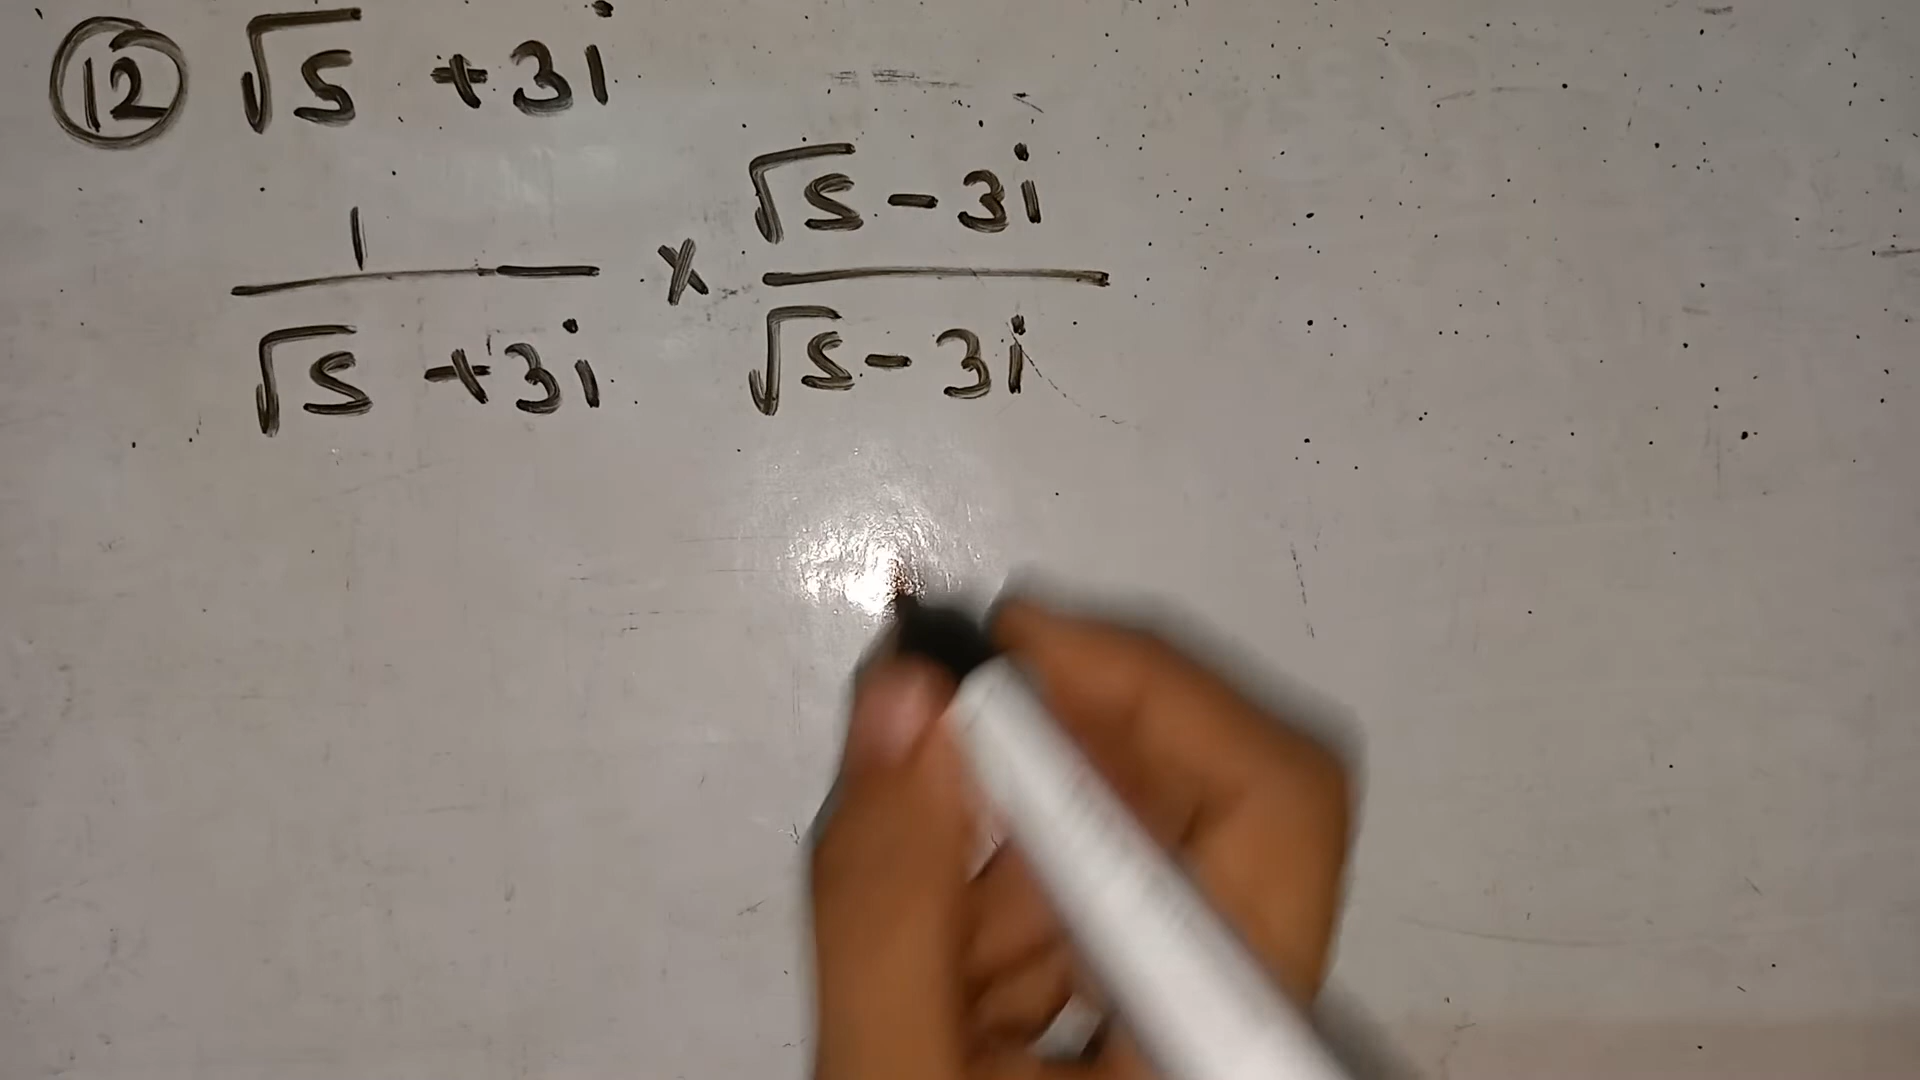 ⑫ √5 + 3i
1/(√5 + 3i) × (√5 - 3i)/(√5 - 3i)